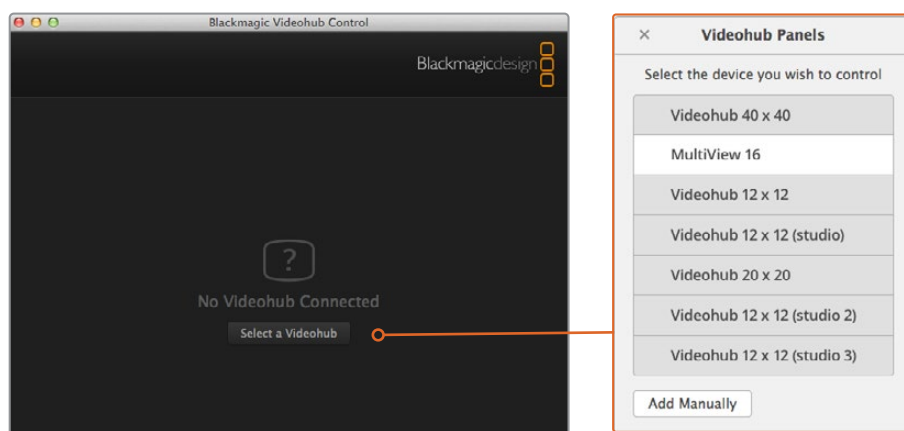 Blackmagic Videohub Control
Blackmagicdesign
?
No Videohub Connected
Select a Videohub
× Videohub Panels
Select the device you wish to control
Videohub 40 x 40
MultiView 16
Videohub 12 x 12
Videohub 12 x 12 (studio)
Videohub 20 x 20
Videohub 12 x 12 (studio 2)
Videohub 12 x 12 (studio 3)
Add Manually